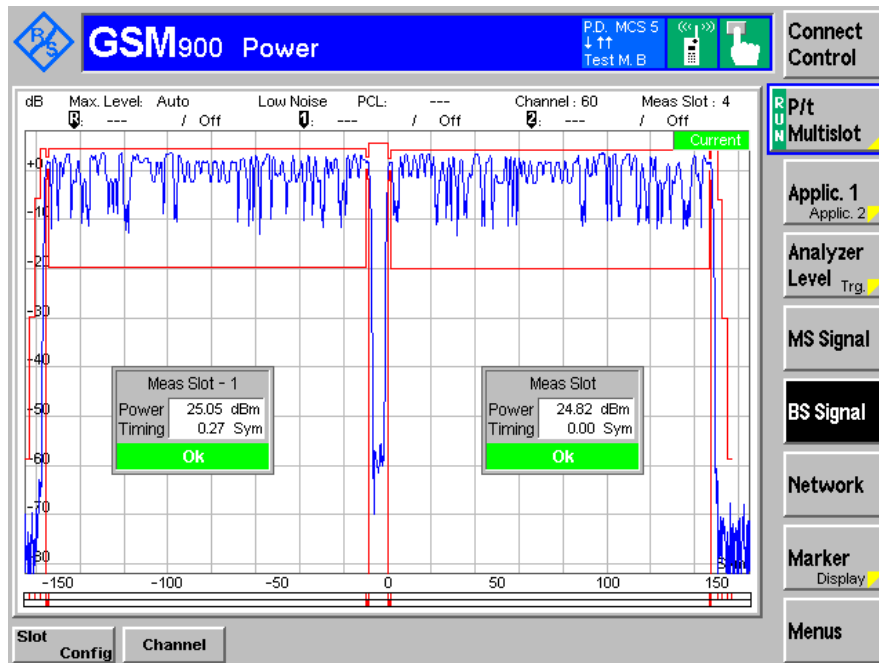 R/S
GSM900 Power
P.D. MCS 5
↓ ↑↑
Test M. B
Connect Control
dB Max. Level: Auto Low Noise PCL: --- Channel : 60 Meas Slot : 4
R: --- / Off 1: --- / Off 2: --- / Off
Current
RUN
P/t Multislot
Applic. 1
Applic. 2
Analyzer Level Trg.
MS Signal
BS Signal
Network
Marker
Display
Menus
+0
-10
-20
-30
-40
-50
-60
-70
-80
Meas Slot - 1
Power 25.05 dBm
Timing 0.27 Sym
Ok
Meas Slot
Power 24.82 dBm
Timing 0.00 Sym
Ok
-150 -100 -50 0 50 100 150
Slot Config
Channel